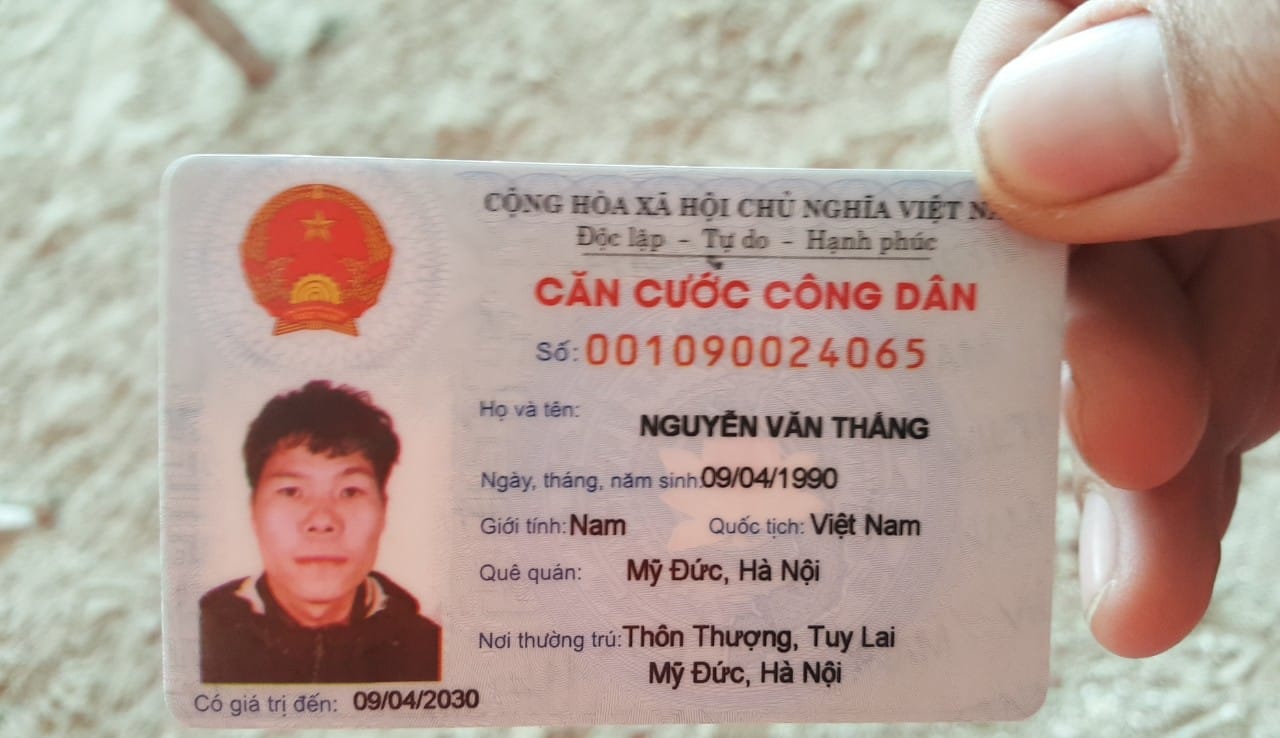 CỘNG HÒA XÃ HỘI CHỦ NGHĨA VIỆT
Độc lập - Tự do - Hạnh phúc
CĂN CƯỚC CÔNG DÂN
Số: 001090024065
Họ và tên: NGUYỄN VĂN THẮNG
Ngày, tháng, năm sinh: 09/04/1990
Giới tính: Nam Quốc tịch: Việt Nam
Quê quán: Mỹ Đức, Hà Nội
Nơi thường trú: Thôn Thượng, Tuy Lai
Mỹ Đức, Hà Nội
Có giá trị đến: 09/04/2030